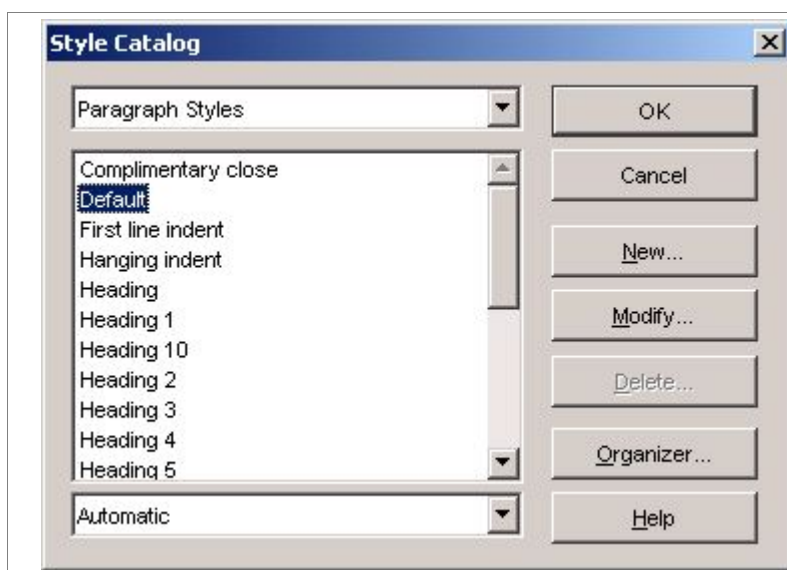 Style Catalog
Paragraph Styles
Complimentary close
Default
First line indent
Hanging indent
Heading
Heading 1
Heading 10
Heading 2
Heading 3
Heading 4
Heading 5
Automatic
OK
Cancel
New...
Modify...
Delete...
Organizer...
Help